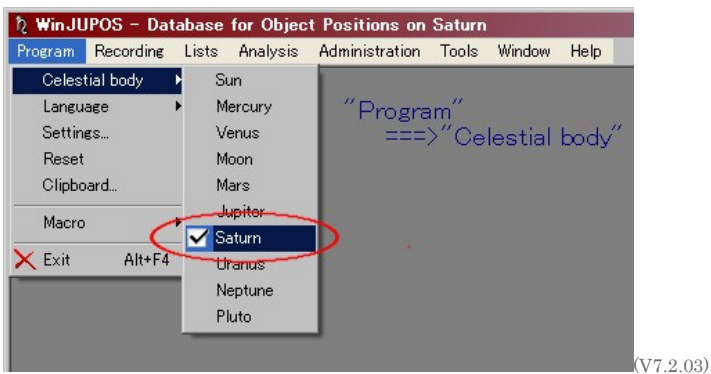 WinJUPOS - Database for Object Positions on Saturn
Program Recording Lists Analysis Administration Tools Window Help
Celestial body
Language
Settings...
Reset
Clipboard...
Macro
Exit Alt+F4
Sun
Mercury
Venus
Moon
Mars
Jupiter
Saturn
Uranus
Neptune
Pluto
"Program"
===>"Celestial body"
(V7.2.03)